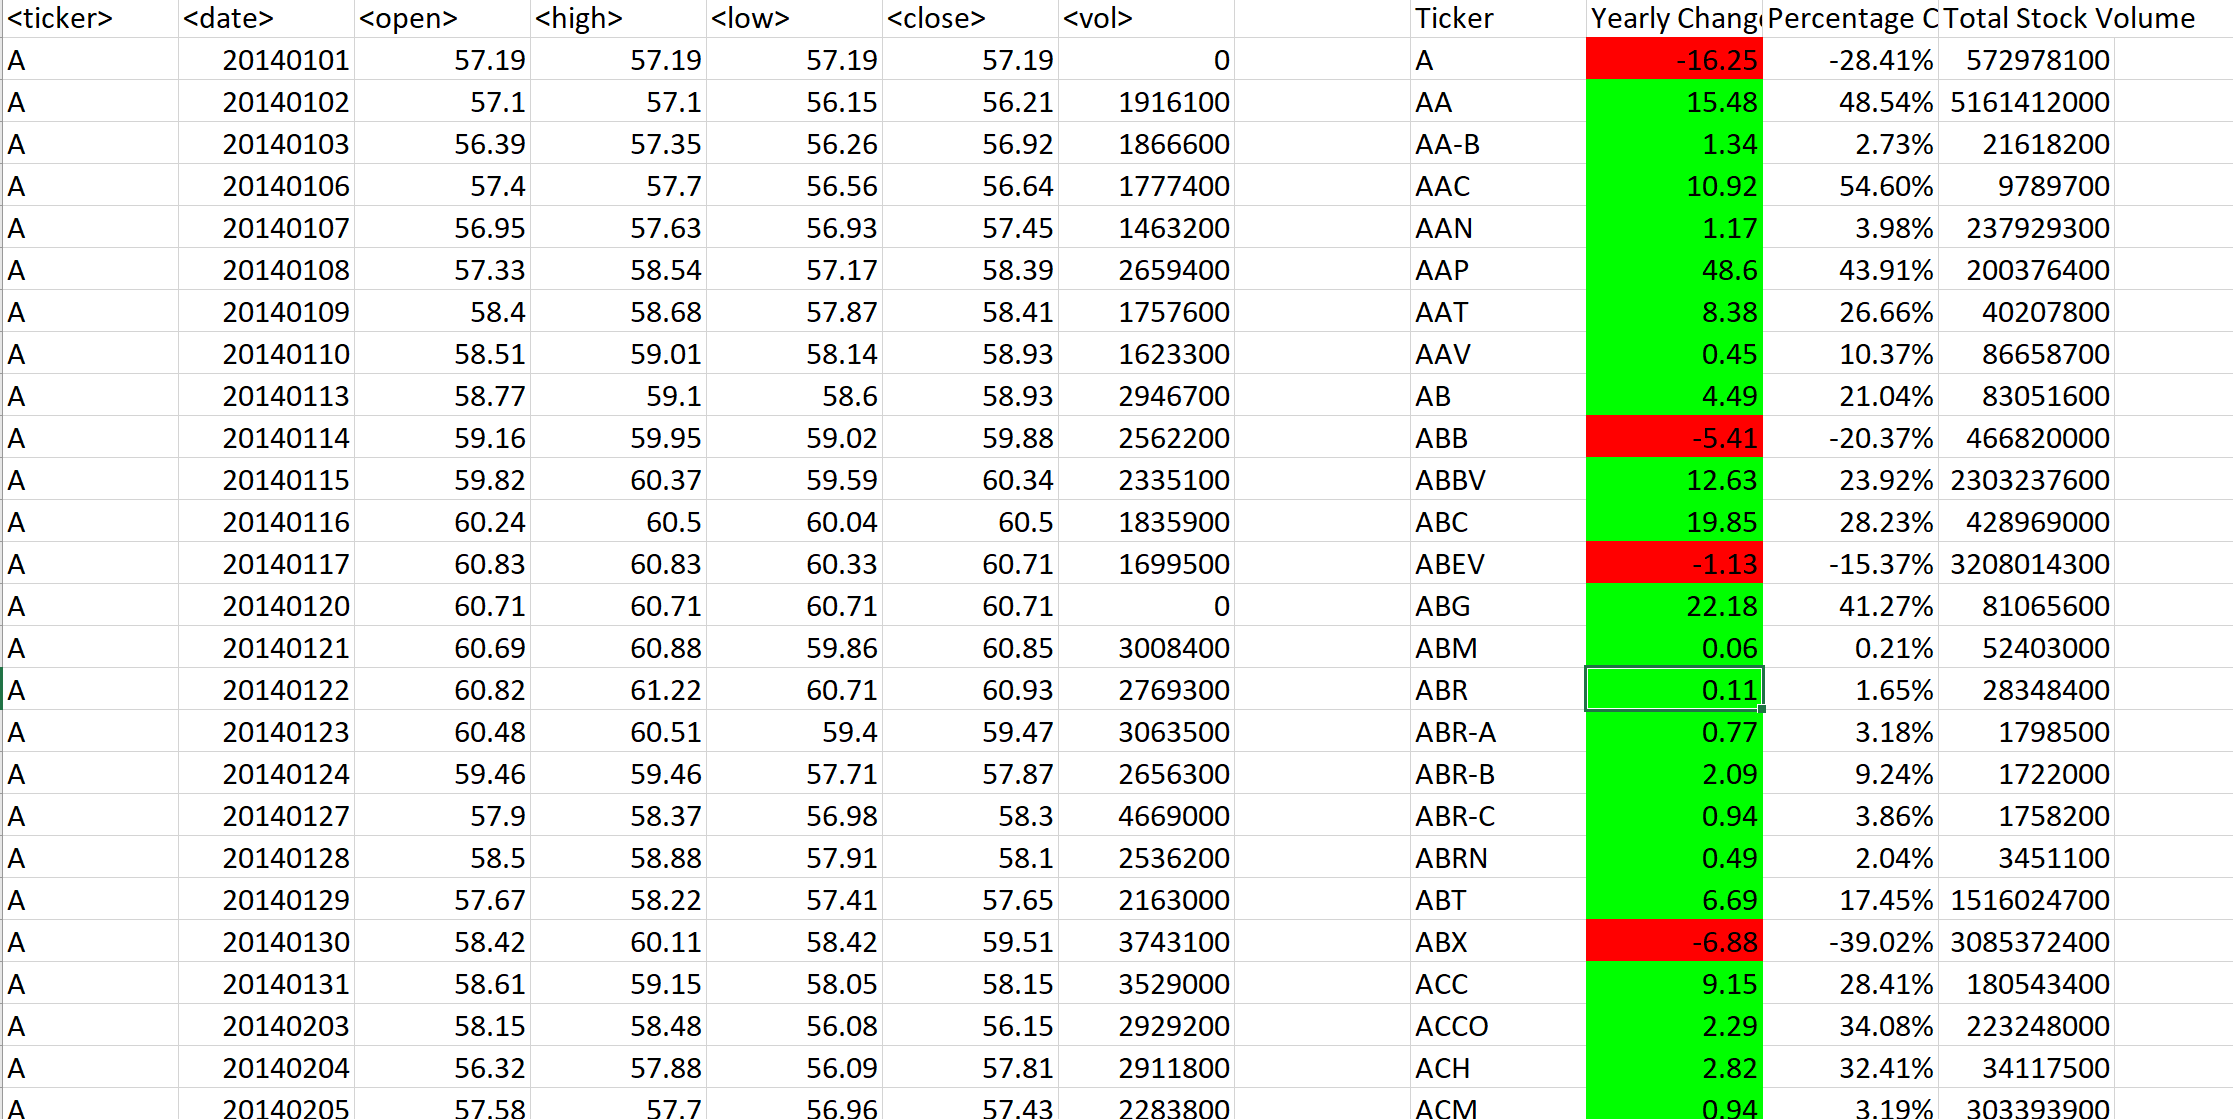 <ticker> <date> <open> <high> <low> <close> <vol> Ticker Yearly Change Percentage C Total Stock Volume
A 20140101 57.19 57.19 57.19 57.19 0 A -16.25 -28.41% 572978100
A 20140102 57.1 57.1 56.15 56.21 1916100 AA 15.48 48.54% 5161412000
A 20140103 56.39 57.35 56.26 56.92 1866600 AA-B 1.34 2.73% 21618200
A 20140106 57.4 57.7 56.56 56.64 1777400 AAC 10.92 54.60% 9789700
A 20140107 56.95 57.63 56.93 57.45 1463200 AAN 1.17 3.98% 237929300
A 20140108 57.33 58.54 57.17 58.39 2659400 AAP 48.6 43.91% 200376400
A 20140109 58.4 58.68 57.87 58.41 1757600 AAT 8.38 26.66% 40207800
A 20140110 58.51 59.01 58.14 58.93 1623300 AAV 0.45 10.37% 86658700
A 20140113 58.77 59.1 58.6 58.93 2946700 AB 4.49 21.04% 83051600
A 20140114 59.16 59.95 59.02 59.88 2562200 ABB -5.41 -20.37% 466820000
A 20140115 59.82 60.37 59.59 60.34 2335100 ABBV 12.63 23.92% 2303237600
A 20140116 60.24 60.5 60.04 60.5 1835900 ABC 19.85 28.23% 428969000
A 20140117 60.83 60.83 60.33 60.71 1699500 ABEV -1.13 -15.37% 3208014300
A 20140120 60.71 60.71 60.71 60.71 0 ABG 22.18 41.27% 81065600
A 20140121 60.69 60.88 59.86 60.85 3008400 ABM 0.06 0.21% 52403000
A 20140122 60.82 61.22 60.71 60.93 2769300 ABR 0.11 1.65% 28348400
A 20140123 60.48 60.51 59.4 59.47 3063500 ABR-A 0.77 3.18% 1798500
A 20140124 59.46 59.46 57.71 57.87 2656300 ABR-B 2.09 9.24% 1722000
A 20140127 57.9 58.37 56.98 58.3 4669000 ABR-C 0.94 3.86% 1758200
A 20140128 58.5 58.88 57.91 58.1 2536200 ABRN 0.49 2.04% 3451100
A 20140129 57.67 58.22 57.41 57.65 2163000 ABT 6.69 17.45% 1516024700
A 20140130 58.42 60.11 58.42 59.51 3743100 ABX -6.88 -39.02% 3085372400
A 20140131 58.61 59.15 58.05 58.15 3529000 ACC 9.15 28.41% 180543400
A 20140203 58.15 58.48 56.08 56.15 2929200 ACCO 2.29 34.08% 223248000
A 20140204 56.32 57.88 56.09 57.81 2911800 ACH 2.82 32.41% 34117500
A 20140205 57.58 57.7 56.96 57.43 2283800 ACM 0.94 3.19% 303393900